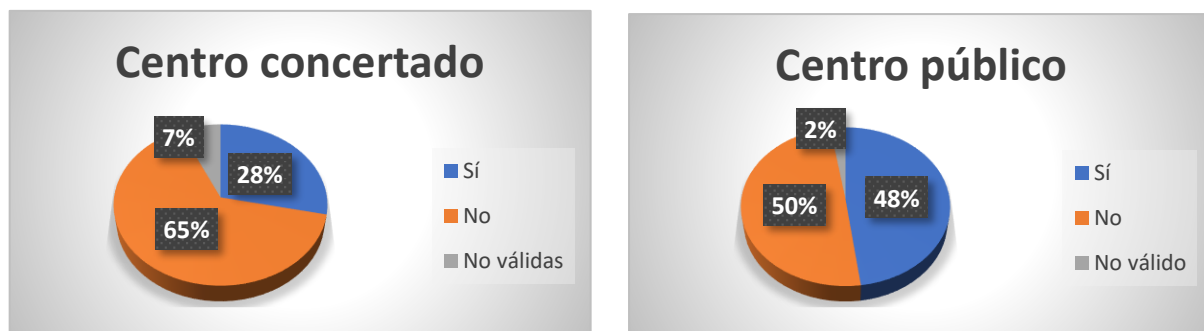 Centro concertado
7%
28%
65%
Sí
No
No válidas
Centro público
2%
50%
48%
Sí
No
No válido